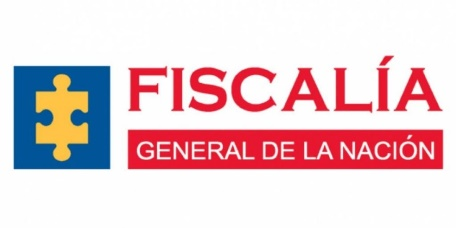 FISCALÍA
GENERAL DE LA NACIÓN